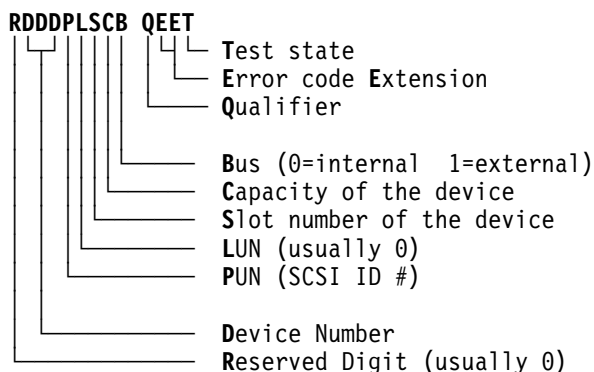 RDDDPLSCB QEET
Test state
Error code Extension
Qualifier
Bus (0=internal 1=external)
Capacity of the device
Slot number of the device
LUN (usually 0)
PUN (SCSI ID #)
Device Number
Reserved Digit (usually 0)